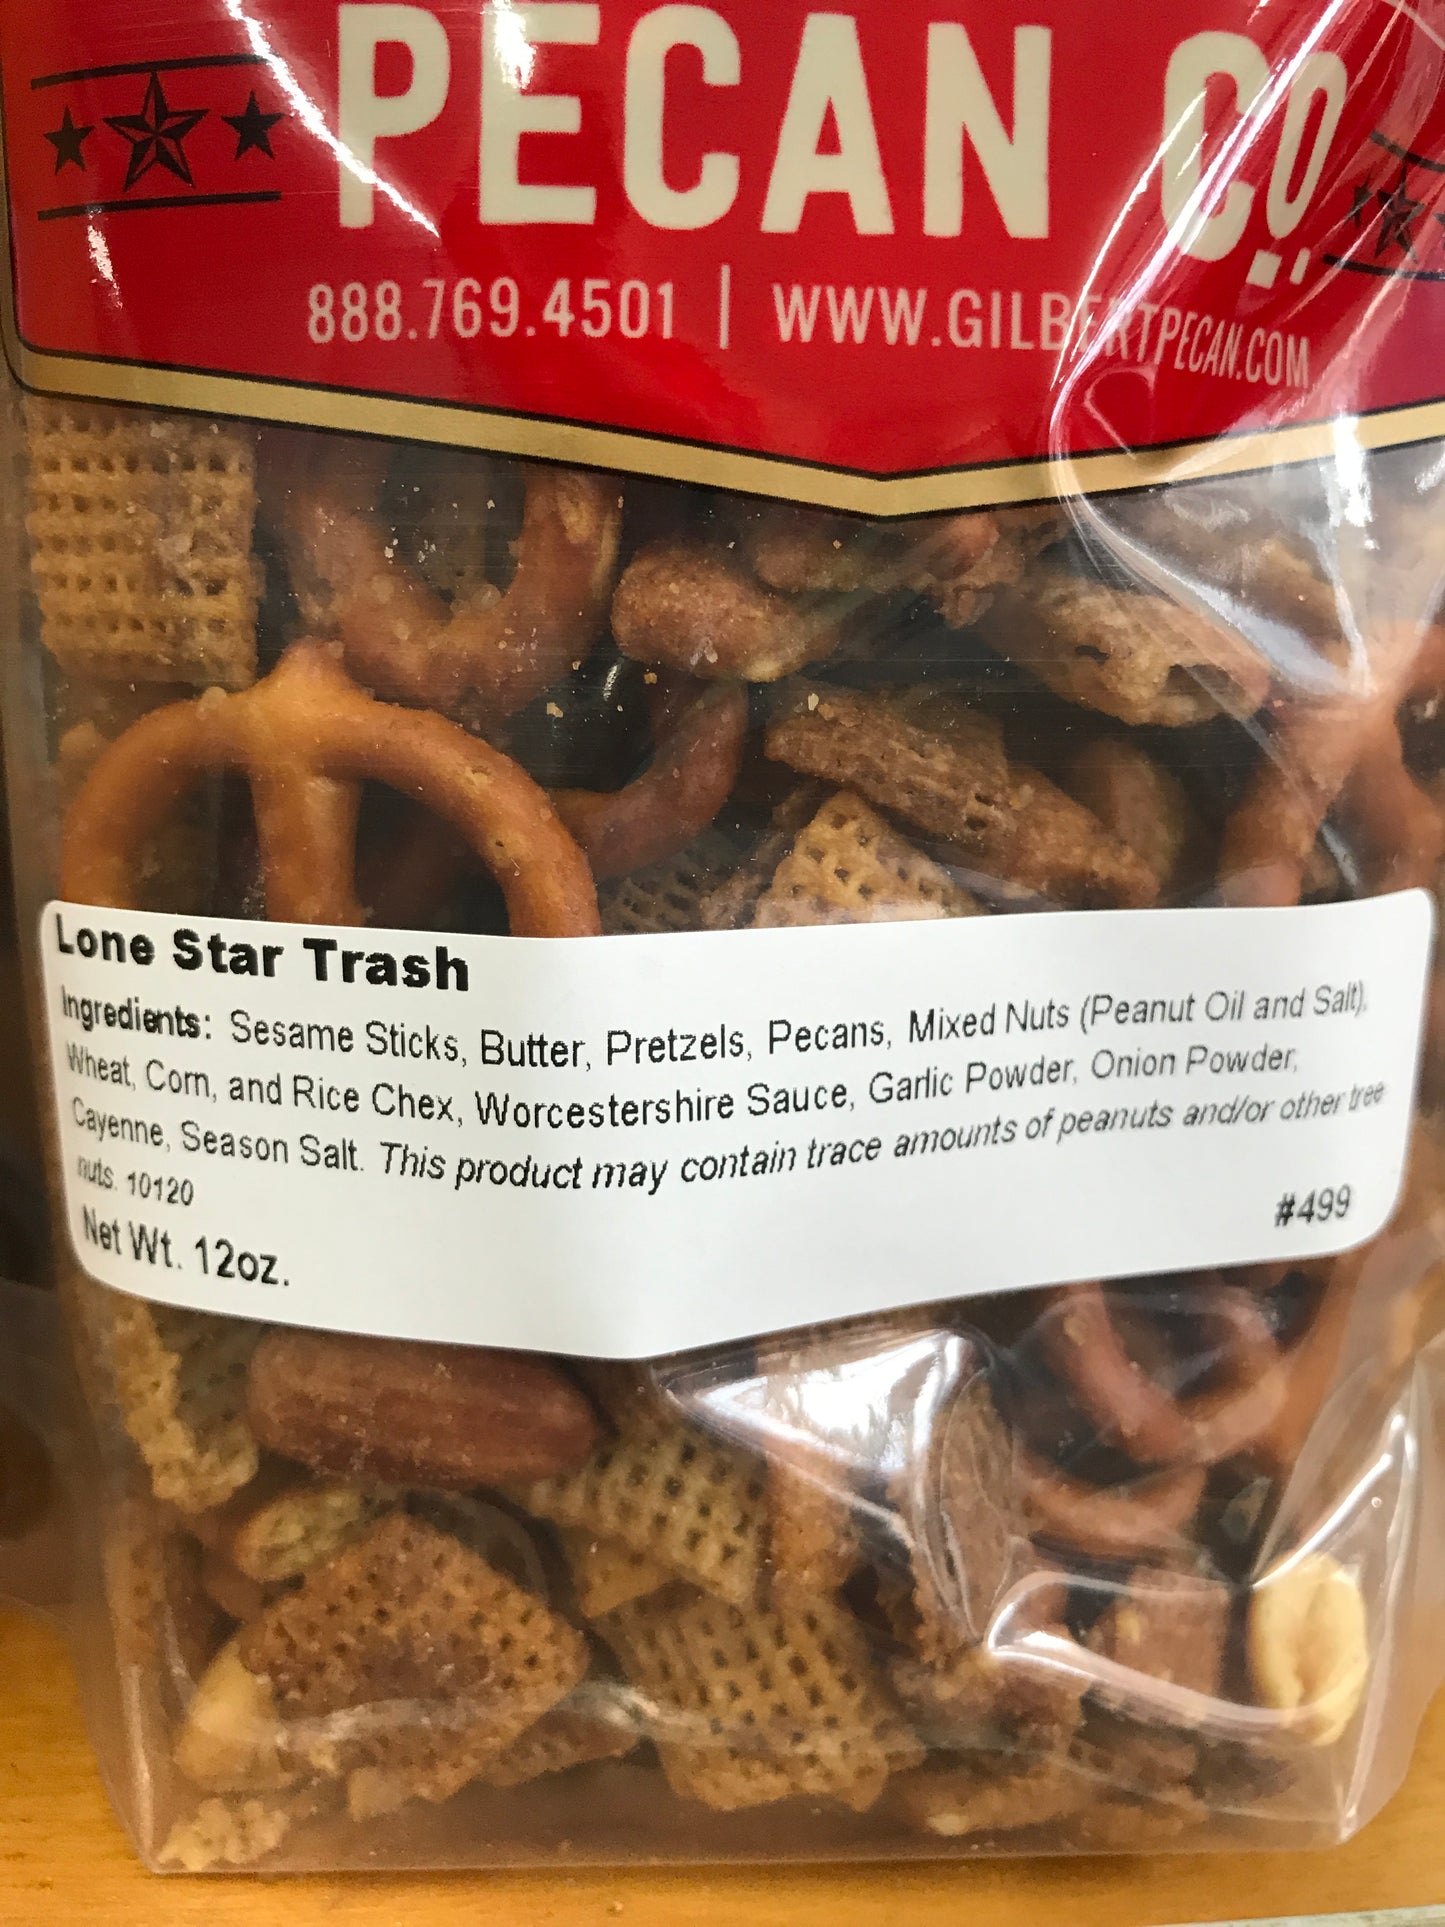 PECAN CO.
888.769.4501 | WWW.GILBERTPECAN.COM
Lone Star Trash
Ingredients: Sesame Sticks, Butter, Pretzels, Pecans, Mixed Nuts (Peanut Oil and Salt),
Wheat, Corn, and Rice Chex, Worcestershire Sauce, Garlic Powder, Onion Powder,
Cayenne, Season Salt. This product may contain trace amounts of peanuts and/or other tree
nuts. 10120
#499
Net Wt. 12oz.